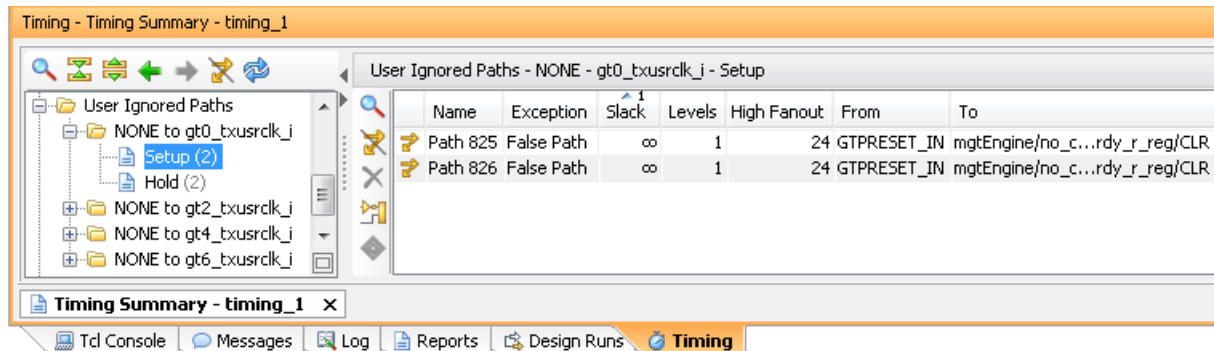 Timing - Timing Summary - timing_1
User Ignored Paths - NONE - gt0_txusrclk_i - Setup
User Ignored Paths
NONE to gt0_txusrclk_i
Setup (2)
Hold (2)
NONE to gt2_txusrclk_i
NONE to gt4_txusrclk_i
NONE to gt6_txusrclk_i
Name Exception Slack 1 Levels High Fanout From To
Path 825 False Path ∞ 1 24 GTPRESET_IN mgtEngine/no_c...rdy_r_reg/CLR
Path 826 False Path ∞ 1 24 GTPRESET_IN mgtEngine/no_c...rdy_r_reg/CLR
Timing Summary - timing_1 ×
Tcl Console Messages Log Reports Design Runs Timing